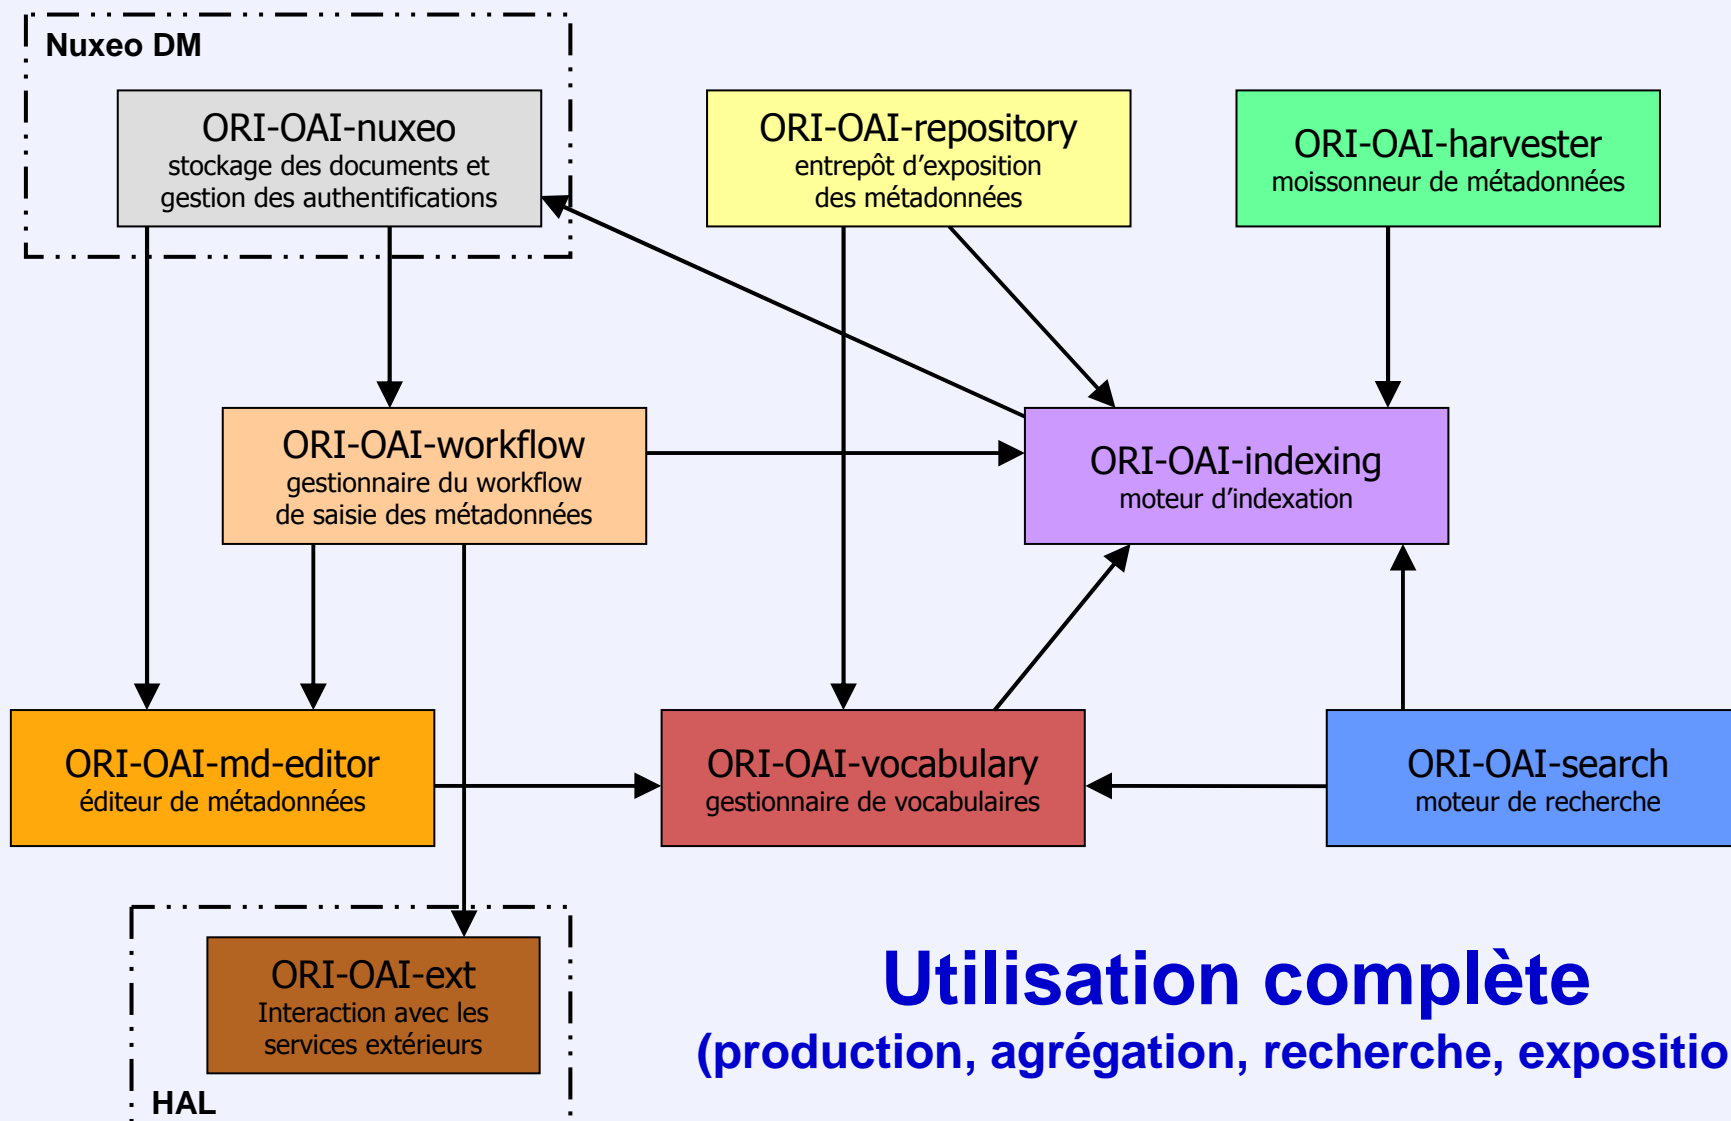 Nuxeo DM
ORI-OAI-nuxeo
stockage des documents et
gestion des authentifications
ORI-OAI-repository
entrepôt d’exposition
des métadonnées
ORI-OAI-harvester
moissonneur de métadonnées
ORI-OAI-workflow
gestionnaire du workflow
de saisie des métadonnées
ORI-OAI-indexing
moteur d’indexation
ORI-OAI-md-editor
éditeur de métadonnées
ORI-OAI-vocabulary
gestionnaire de vocabulaires
ORI-OAI-search
moteur de recherche
ORI-OAI-ext
Interaction avec les
services extérieurs
HAL
Utilisation complète
(production, agrégation, recherche, expositio